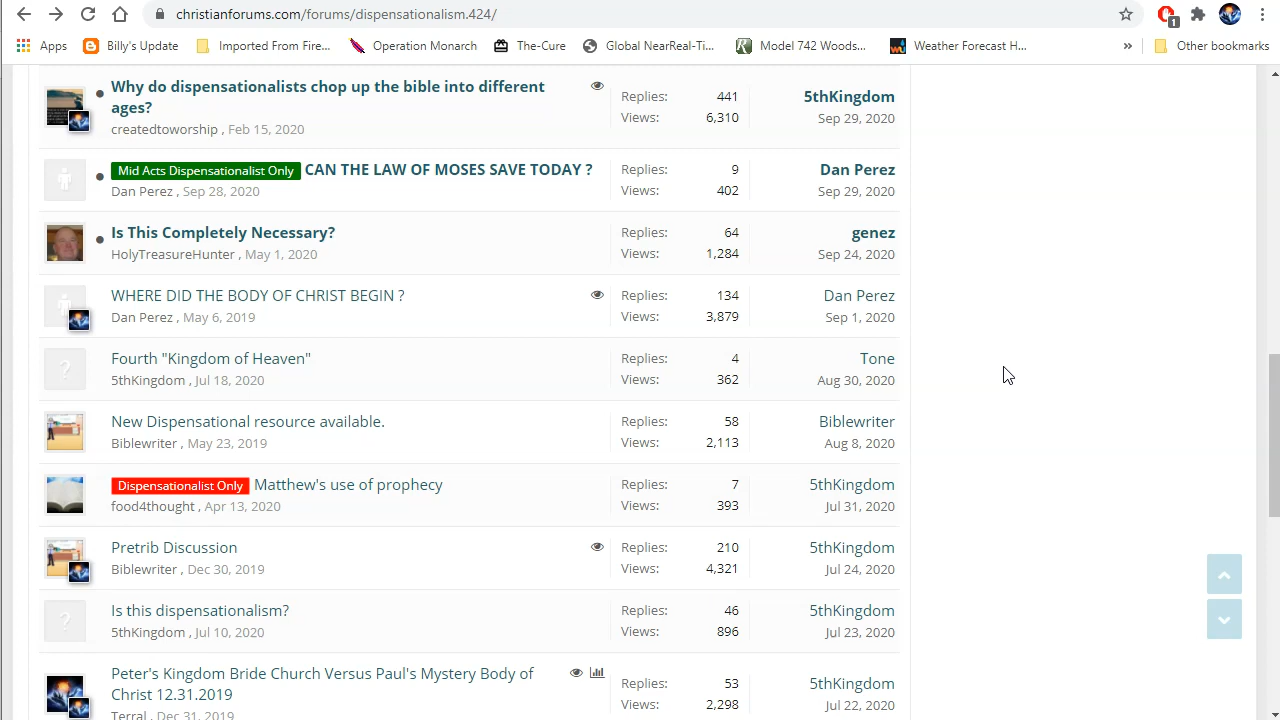 christianforums.com/forums/dispensationalism.424/
1
Apps
Billy's Update
Imported From Fire...
Operation Monarch
The-Cure
Global NearReal-Ti...
Model 742 Woods...
Weather Forecast H...
»
Other bookmarks
Why do dispensationalists chop up the bible into different
ages?
createdtoworship , Feb 15, 2020
Replies: 441
Views: 6,310
5thKingdom
Sep 29, 2020
Mid Acts Dispensationalist Only CAN THE LAW OF MOSES SAVE TODAY ?
Dan Perez , Sep 28, 2020
Replies: 9
Views: 402
Dan Perez
Sep 29, 2020
Is This Completely Necessary?
HolyTreasureHunter , May 1, 2020
Replies: 64
Views: 1,284
genez
Sep 24, 2020
WHERE DID THE BODY OF CHRIST BEGIN ?
Dan Perez , May 6, 2019
Replies: 134
Views: 3,879
Dan Perez
Sep 1, 2020
Fourth "Kingdom of Heaven"
5thKingdom , Jul 18, 2020
Replies: 4
Views: 362
Tone
Aug 30, 2020
New Dispensational resource available.
Biblewriter , May 23, 2019
Replies: 58
Views: 2,113
Biblewriter
Aug 8, 2020
Dispensationalist Only Matthew's use of prophecy
food4thought , Apr 13, 2020
Replies: 7
Views: 393
5thKingdom
Jul 31, 2020
Pretrib Discussion
Biblewriter , Dec 30, 2019
Replies: 210
Views: 4,321
5thKingdom
Jul 24, 2020
Is this dispensationalism?
5thKingdom , Jul 10, 2020
Replies: 46
Views: 896
5thKingdom
Jul 23, 2020
Peter's Kingdom Bride Church Versus Paul's Mystery Body of
Christ 12.31.2019
Terral , Dec 31, 2019
Replies: 53
Views: 2,298
5thKingdom
Jul 22, 2020